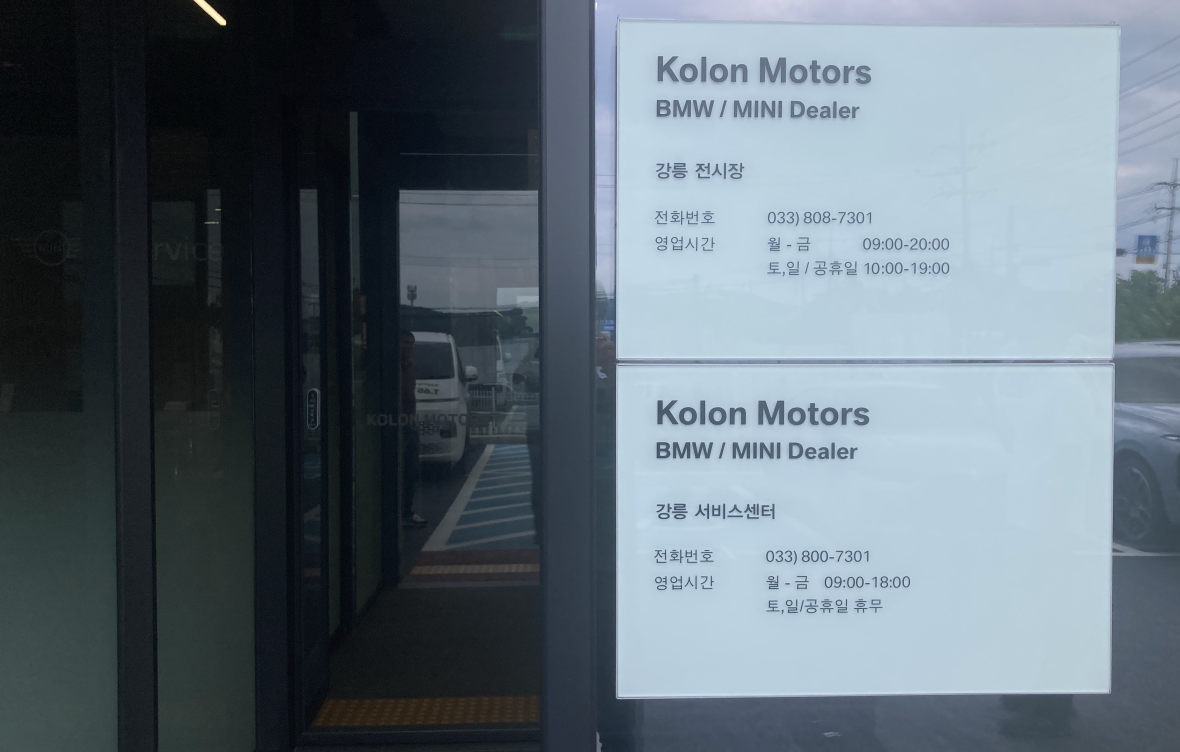 Kolon Motors
BMW / MINI Dealer
강릉 전시장
전화번호 033) 808-7301
영업시간 월 - 금 09:00-20:00
토,일 / 공휴일 10:00-19:00
Kolon Motors
BMW / MINI Dealer
강릉 서비스센터
전화번호 033) 800-7301
영업시간 월 - 금 09:00-18:00
토,일/공휴일 휴무
rvice
KOLON MOTO